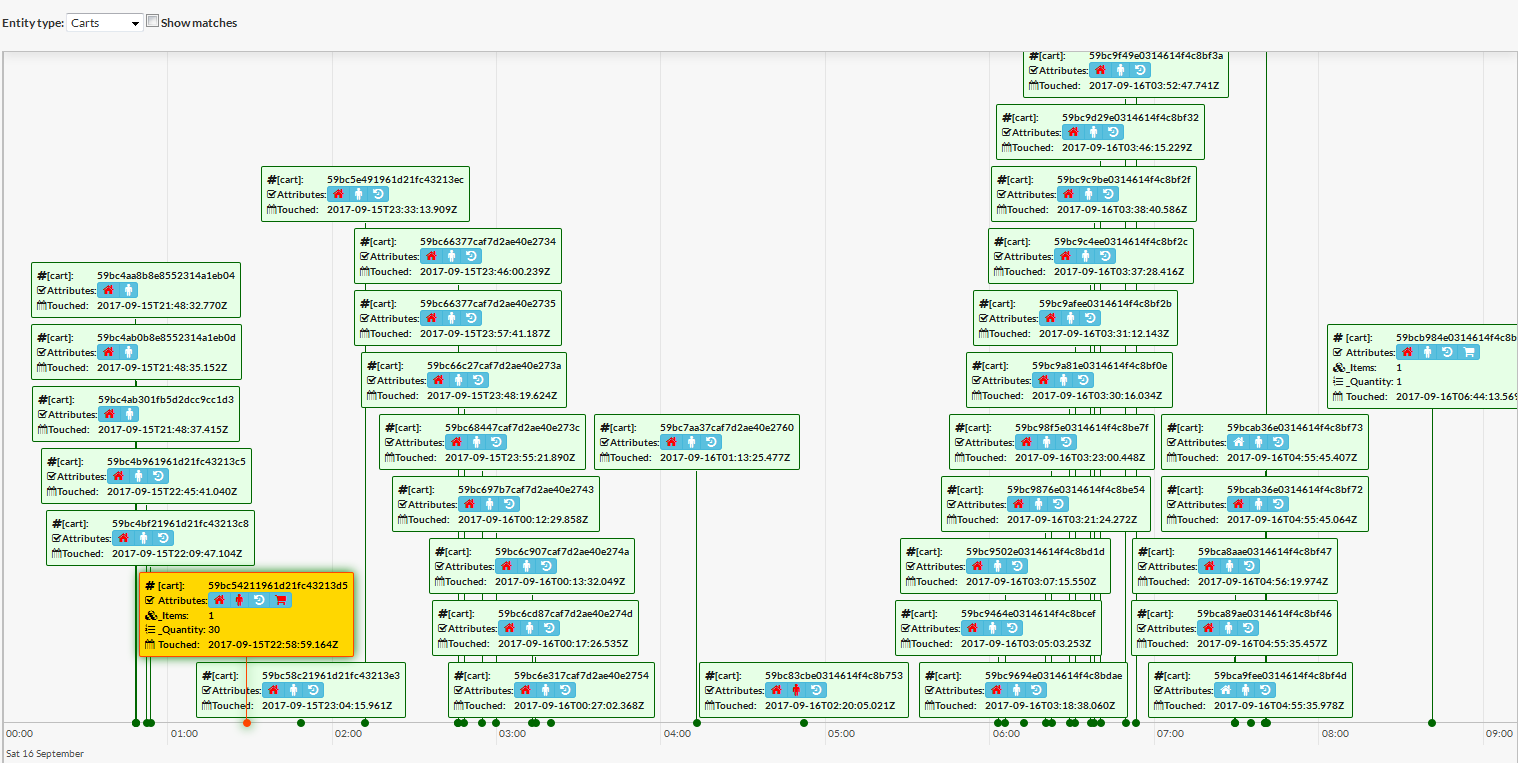 Entity type: Carts Show matches
#[cart]: 59bc9f49e0314614f4c8bf3a
Attributes:
Touched: 2017-09-16T03:52:47.741Z
#[cart]: 59bc9d29e0314614f4c8bf32
Attributes:
Touched: 2017-09-16T03:46:15.229Z
#[cart]: 59bc5e491961d21fc43213ec
Attributes:
Touched: 2017-09-15T23:33:13.909Z
#[cart]: 59bc9c9be0314614f4c8bf2f
Attributes:
Touched: 2017-09-16T03:38:40.586Z
#[cart]: 59bc66377caf7d2ae40e2734
Attributes:
Touched: 2017-09-15T23:46:00.239Z
#[cart]: 59bc9c4ee0314614f4c8bf2c
Attributes:
Touched: 2017-09-16T03:37:28.416Z
#[cart]: 59bc4aa8b8e8552314a1eb04
Attributes:
Touched: 2017-09-15T21:48:32.770Z
#[cart]: 59bc66377caf7d2ae40e2735
Attributes:
Touched: 2017-09-15T23:57:41.187Z
#[cart]: 59bc9afee0314614f4c8bf2b
Attributes:
Touched: 2017-09-16T03:31:12.143Z
#[cart]: 59bc4ab0b8e8552314a1eb0d
Attributes:
Touched: 2017-09-15T21:48:35.152Z
#[cart]: 59bc66c27caf7d2ae40e273a
Attributes:
Touched: 2017-09-15T23:48:19.624Z
#[cart]: 59bc9a81e0314614f4c8bf0e
Attributes:
Touched: 2017-09-16T03:30:16.034Z
# [cart]: 59bcb984e0314614f4c8b
Attributes:
_Items: 1
_Quantity: 1
Touched: 2017-09-16T06:44:13.569
#[cart]: 59bc4ab301fb5d2dcc9cc1d3
Attributes:
Touched: 2017-09-15T21:48:37.415Z
#[cart]: 59bc68447caf7d2ae40e273c
Attributes:
Touched: 2017-09-15T23:55:21.890Z
#[cart]: 59bc7aa37caf7d2ae40e2760
Attributes:
Touched: 2017-09-16T01:13:25.477Z
#[cart]: 59bc98f5e0314614f4c8be7f
Attributes:
Touched: 2017-09-16T03:23:00.448Z
#[cart]: 59bcab36e0314614f4c8bf73
Attributes:
Touched: 2017-09-16T04:55:45.407Z
#[cart]: 59bc4b961961d21fc43213c5
Attributes:
Touched: 2017-09-15T22:45:41.040Z
#[cart]: 59bc697b7caf7d2ae40e2743
Attributes:
Touched: 2017-09-16T00:12:29.858Z
#[cart]: 59bc9876e0314614f4c8be54
Attributes:
Touched: 2017-09-16T03:21:24.272Z
#[cart]: 59bcab36e0314614f4c8bf72
Attributes:
Touched: 2017-09-16T04:55:45.064Z
#[cart]: 59bc4bf21961d21fc43213c8
Attributes:
Touched: 2017-09-15T22:09:47.104Z
#[cart]: 59bc6c907caf7d2ae40e274a
Attributes:
Touched: 2017-09-16T00:13:32.049Z
#[cart]: 59bc9502e0314614f4c8bd1d
Attributes:
Touched: 2017-09-16T03:07:15.550Z
#[cart]: 59bca8aae0314614f4c8bf47
Attributes:
Touched: 2017-09-16T04:56:19.974Z
# [cart]: 59bc54211961d21fc43213d5
Attributes:
_Items: 1
_Quantity: 30
Touched: 2017-09-15T22:58:59.164Z
#[cart]: 59bc6cd87caf7d2ae40e274d
Attributes:
Touched: 2017-09-16T00:17:26.535Z
#[cart]: 59bc9464e0314614f4c8bcef
Attributes:
Touched: 2017-09-16T03:05:03.253Z
#[cart]: 59bca89ae0314614f4c8bf46
Attributes:
Touched: 2017-09-16T04:55:35.457Z
#[cart]: 59bc58c21961d21fc43213e3
Attributes:
Touched: 2017-09-15T23:04:15.961Z
#[cart]: 59bc6e317caf7d2ae40e2754
Attributes:
Touched: 2017-09-16T00:27:02.368Z
#[cart]: 59bc83cbe0314614f4c8b753
Attributes:
Touched: 2017-09-16T02:20:05.021Z
#[cart]: 59bc9694e0314614f4c8bdae
Attributes:
Touched: 2017-09-16T03:18:38.060Z
#[cart]: 59bca9fee0314614f4c8bf4d
Attributes:
Touched: 2017-09-16T04:55:35.978Z
00:00 01:00 02:00 03:00 04:00 05:00 06:00 07:00 08:00 09:00
Sat 16 September